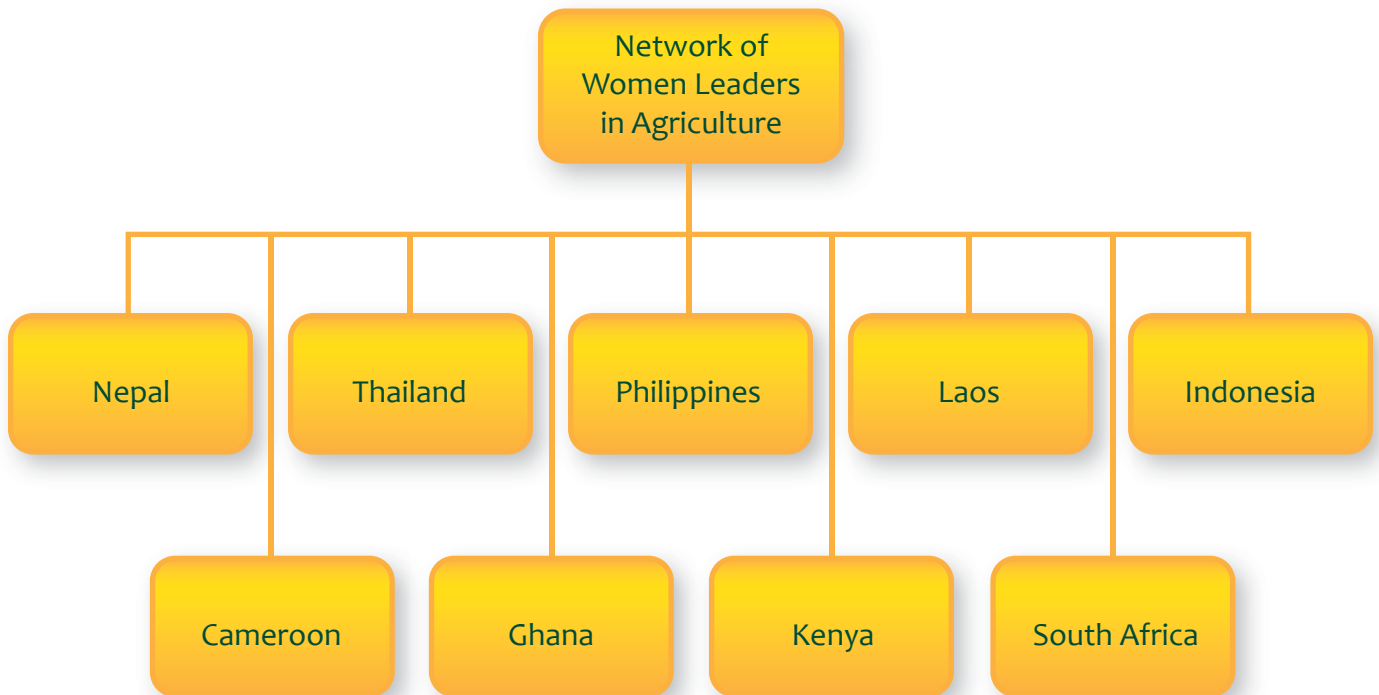 Network of
Women Leaders
in Agriculture
Nepal
Thailand
Philippines
Laos
Indonesia
Cameroon
Ghana
Kenya
South Africa